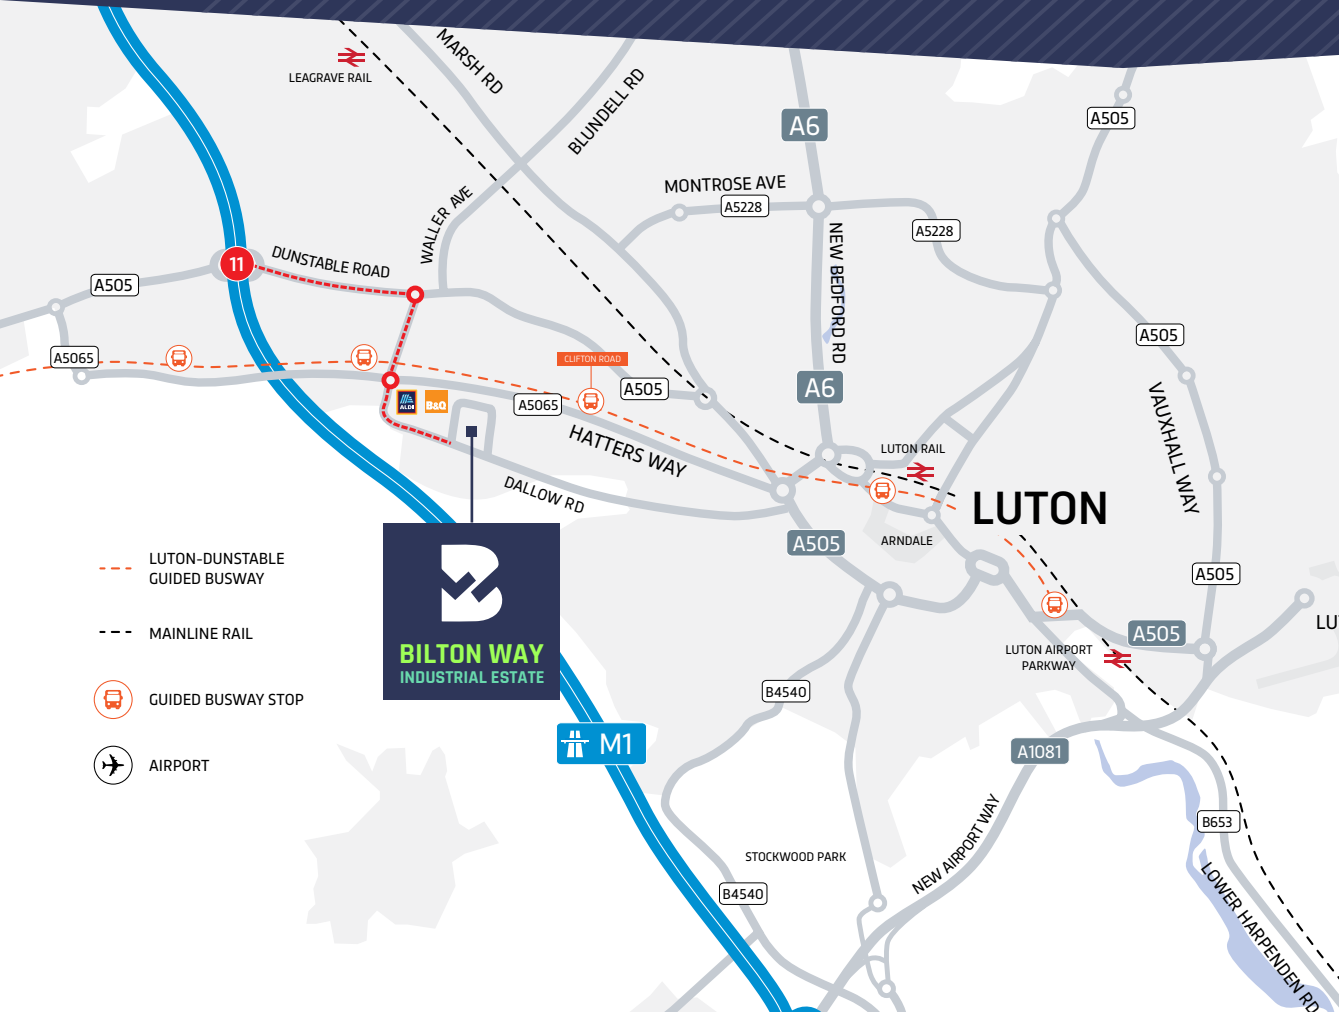 MARSH RD
LEAGRAVE RAIL
BLUNDELL RD
A6
A505
MONTROSE AVE
A5228
WALLER AVE
A5228
NEW BEDFORD RD
11
DUNSTABLE ROAD
A505
A505
A5065
CLIFTON ROAD
A505
A6
ALDI
B&Q
A5065
VAUXHALL WAY
HATTERS WAY
LUTON RAIL
DALLOW RD
LUTON
A505
ARNDALE
LUTON-DUNSTABLE
GUIDED BUSWAY
A505
MAINLINE RAIL
LU
A505
BILTON WAY
INDUSTRIAL ESTATE
LUTON AIRPORT
PARKWAY
GUIDED BUSWAY STOP
B4540
M1
A1081
AIRPORT
B653
NEW AIRPORT WAY
STOCKWOOD PARK
B4540
LOWER HARPENDEN RD